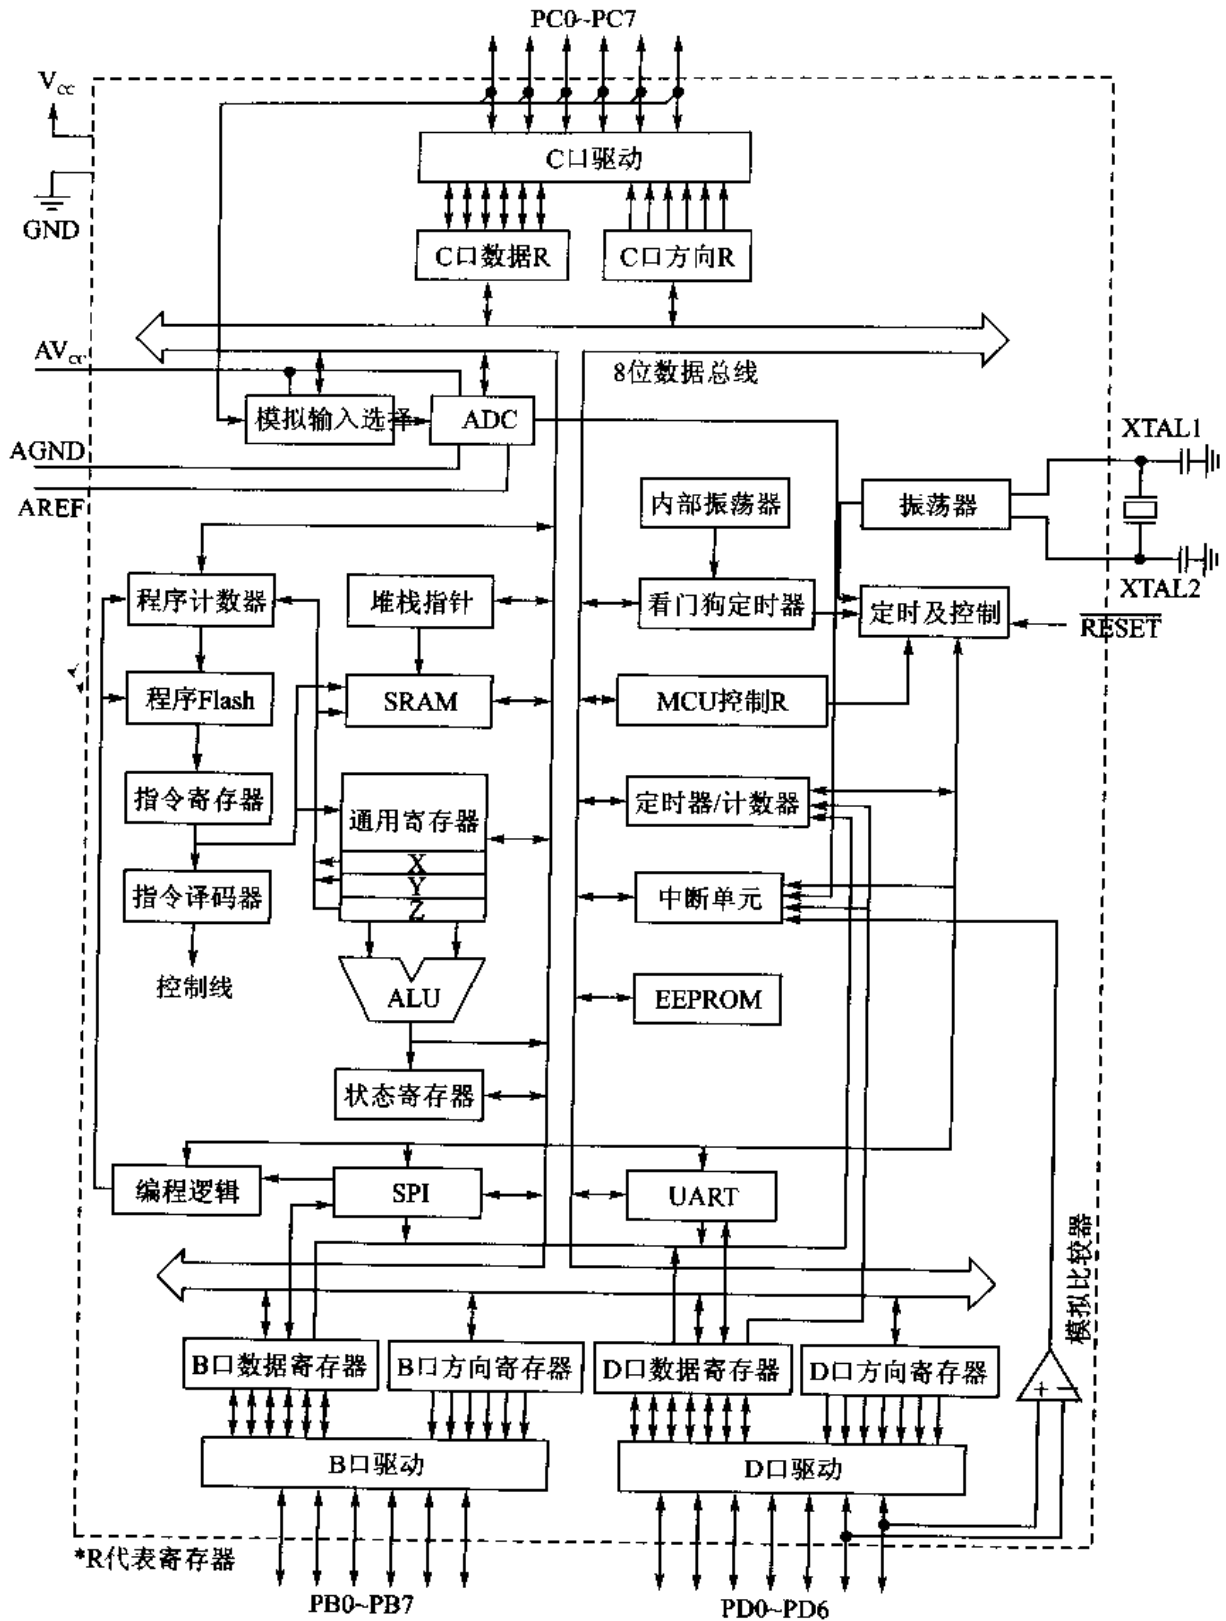 PC0~PC7
Vcc
C口驱动
GND
C口数据R
C口方向R
AVcc
8位数据总线
模拟输入选择
ADC
XTAL1
AGND
AREF
内部振荡器
振荡器
XTAL2
程序计数器
堆栈指针
看门狗定时器
定时及控制
RESET
程序Flash
SRAM
MCU控制R
指令寄存器
通用寄存器
定时器/计数器
X
Y
Z
指令译码器
中断单元
控制线
ALU
EEPROM
状态寄存器
编程逻辑
SPI
UART
模拟比较器
B口数据寄存器
B口方向寄存器
D口数据寄存器
D口方向寄存器
+ −
B口驱动
D口驱动
*R代表寄存器
PB0~PB7
PD0~PD6